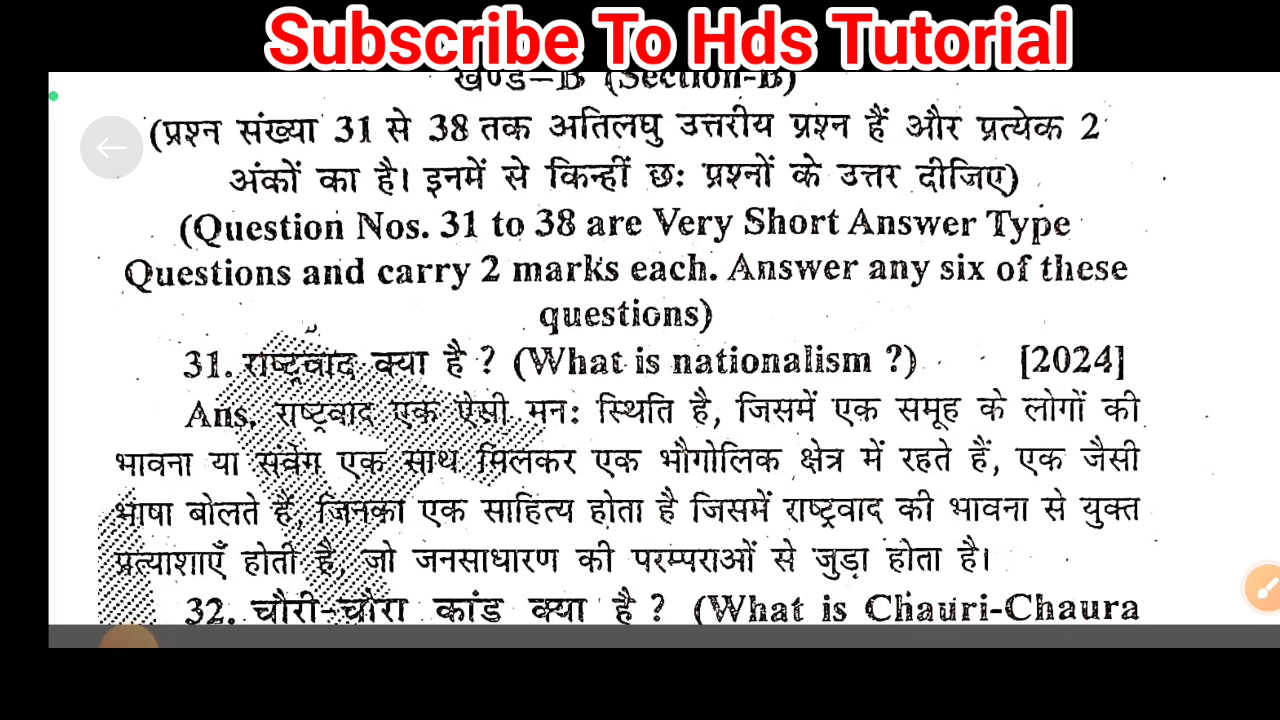 Subscribe To Hds Tutorial
खण्ड–B (Section-B)
(प्रश्न संख्या 31 से 38 तक अतिलघु उत्तरीय प्रश्न हैं और प्रत्येक 2
अंकों का है। इनमें से किन्हीं छः प्रश्नों के उत्तर दीजिए)
(Question Nos. 31 to 38 are Very Short Answer Type
Questions and carry 2 marks each. Answer any six of these
questions)
31. राष्ट्रवाद क्या है ? (What is nationalism ?) [2024]
Ans. राष्ट्रवाद एक ऐसी मनः स्थिति है, जिसमें एक समूह के लोगों की
भावना या संवेग एक साथ मिलकर एक भौगोलिक क्षेत्र में रहते हैं, एक जैसी
भाषा बोलते हैं, जिनका एक साहित्य होता है जिसमें राष्ट्रवाद की भावना से युक्त
प्रत्याशाएँ होती है, जो जनसाधारण की परम्पराओं से जुड़ा होता है।
32. चौरी-चौरा कांड क्या है ? (What is Chauri-Chaura